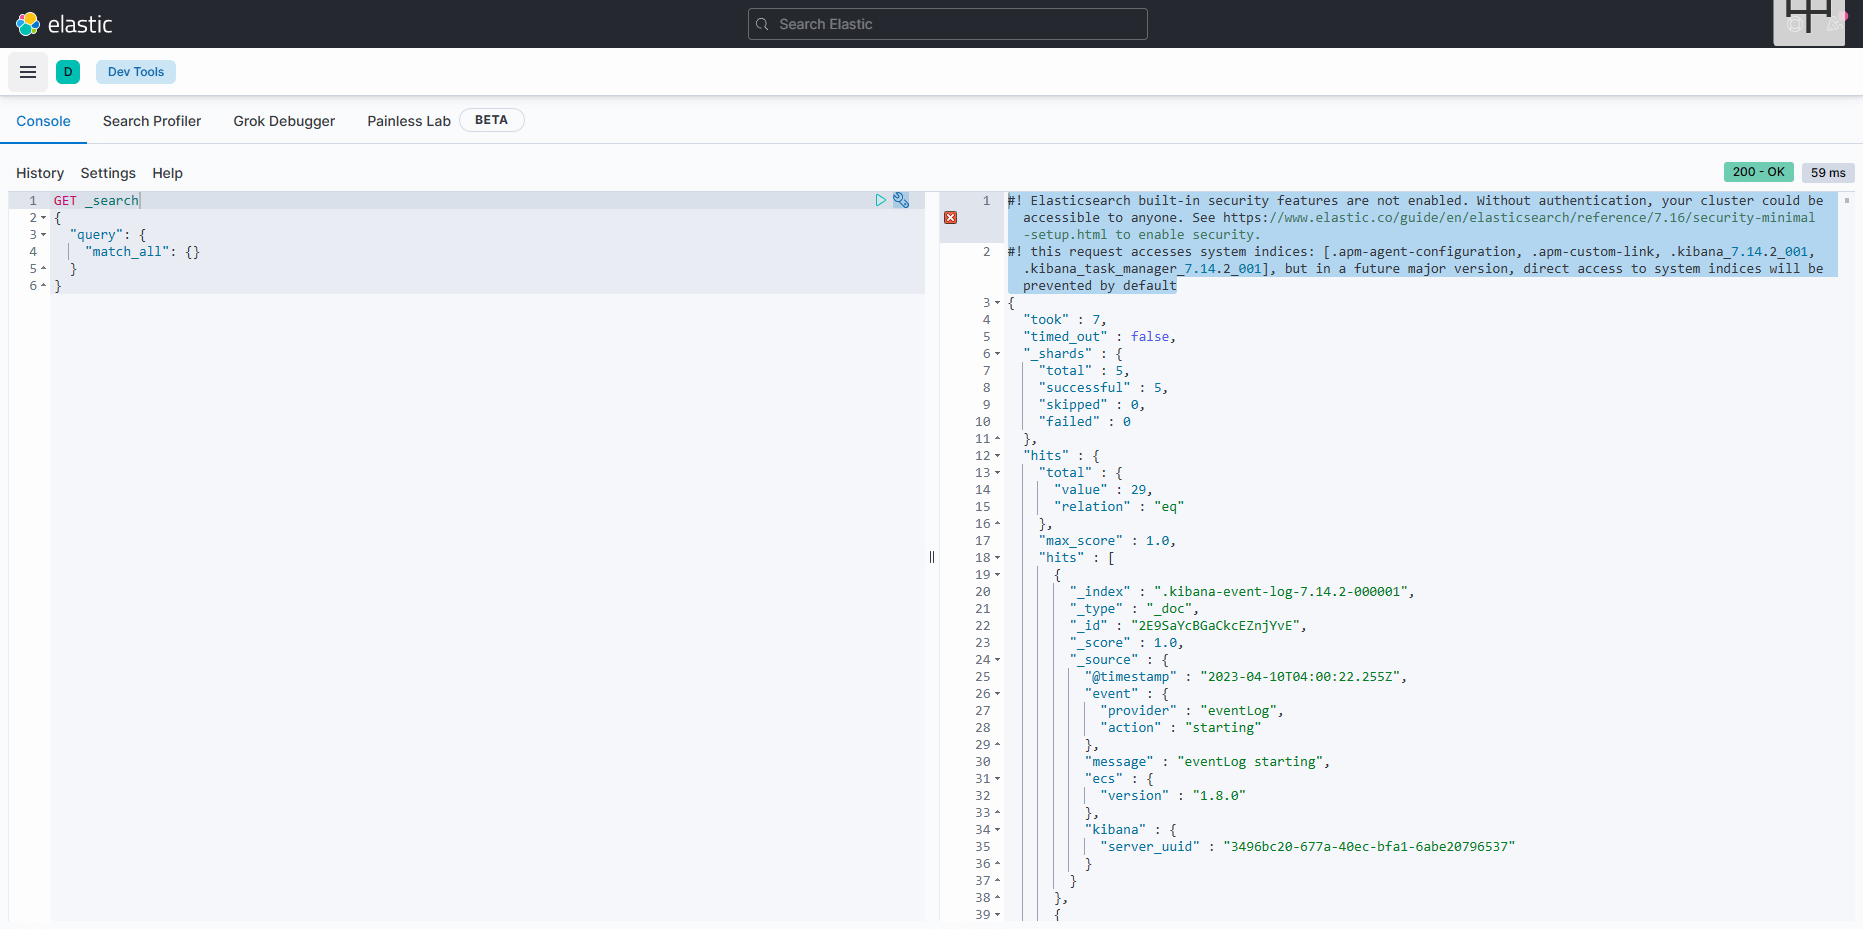 elastic
Search Elastic
D
Dev Tools
Console
Search Profiler
Grok Debugger
Painless Lab
BETA
History
Settings
Help
200 - OK
59 ms
1 GET _search
2 {
3 "query": {
4 "match_all": {}
5 }
6 }
1 #! Elasticsearch built-in security features are not enabled. Without authentication, your cluster could be
accessible to anyone. See https://www.elastic.co/guide/en/elasticsearch/reference/7.16/security-minimal
-setup.html to enable security.
2 #! this request accesses system indices: [.apm-agent-configuration, .apm-custom-link, .kibana_7.14.2_001,
.kibana_task_manager_7.14.2_001], but in a future major version, direct access to system indices will be
prevented by default
3 {
4 "took" : 7,
5 "timed_out" : false,
6 "_shards" : {
7 "total" : 5,
8 "successful" : 5,
9 "skipped" : 0,
10 "failed" : 0
11 },
12 "hits" : {
13 "total" : {
14 "value" : 29,
15 "relation" : "eq"
16 },
17 "max_score" : 1.0,
18 "hits" : [
19 {
20 "_index" : ".kibana-event-log-7.14.2-000001",
21 "_type" : "_doc",
22 "_id" : "2E9SaYcBGaCkcEZnjYvE",
23 "_score" : 1.0,
24 "_source" : {
25 "@timestamp" : "2023-04-10T04:00:22.255Z",
26 "event" : {
27 "provider" : "eventLog",
28 "action" : "starting"
29 },
30 "message" : "eventLog starting",
31 "ecs" : {
32 "version" : "1.8.0"
33 },
34 "kibana" : {
35 "server_uuid" : "3496bc20-677a-40ec-bfa1-6abe20796537"
36 }
37 }
38 },
39 {